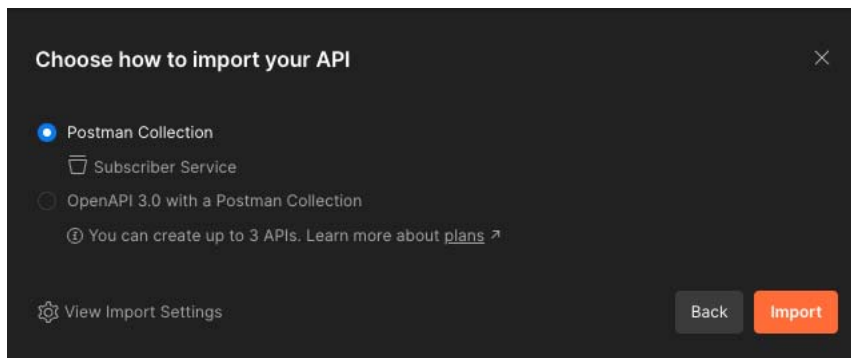 Choose how to import your API
Postman Collection
Subscriber Service
OpenAPI 3.0 with a Postman Collection
You can create up to 3 APIs. Learn more about plans ↗
View Import Settings
Back
Import